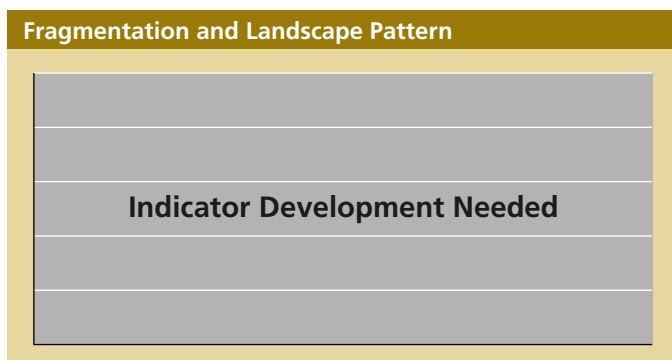 Fragmentation and Landscape Pattern
Indicator Development Needed